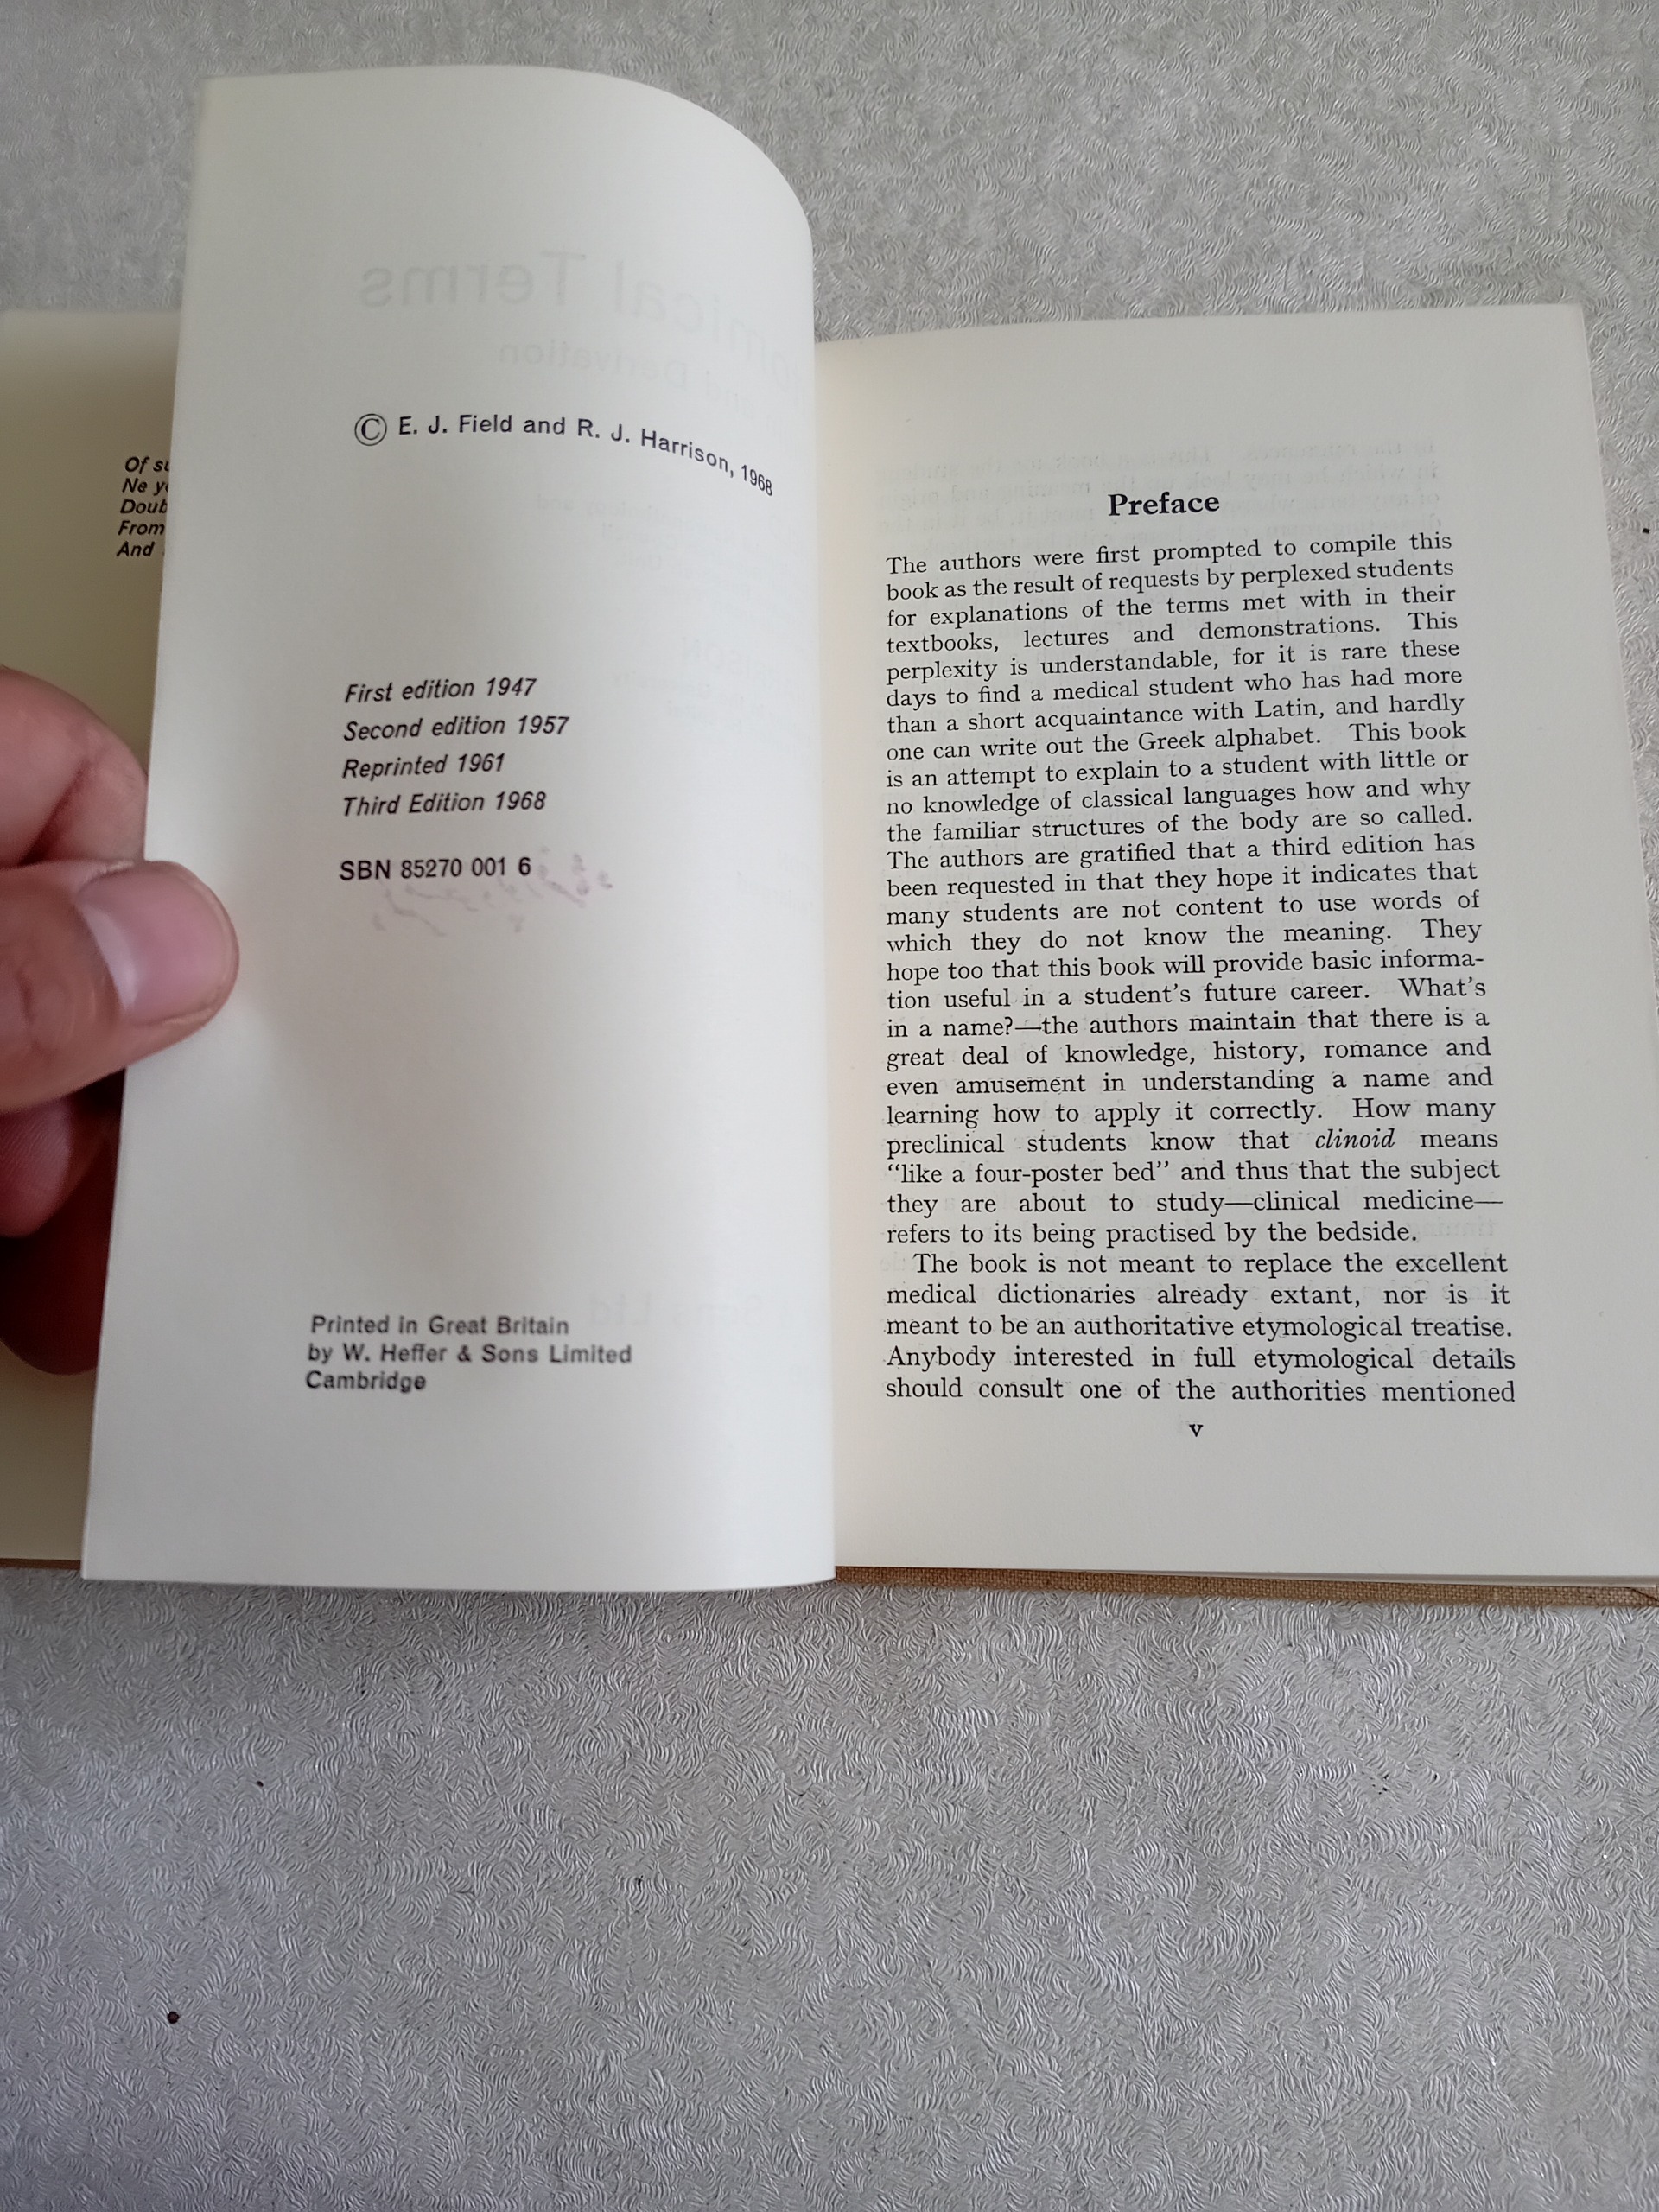 Of
Ne
Doub
From
And
© E. J. Field and R. J. Harrison, 1968
First edition 1947
Second edition 1957
Reprinted 1961
Third Edition 1968
SBN 85270 001 6
Printed in Great Britain
by W. Heffer & Sons Limited
Cambridge
Preface
The authors were first prompted to compile this
book as the result of requests by perplexed students
for explanations of the terms met with in their
textbooks, lectures and demonstrations. This
perplexity is understandable, for it is rare these
days to find a medical student who has had more
than a short acquaintance with Latin, and hardly
one can write out the Greek alphabet. This book
is an attempt to explain to a student with little or
no knowledge of classical languages how and why
the familiar structures of the body are so called.
The authors are gratified that a third edition has
been requested in that they hope it indicates that
many students are not content to use words of
which they do not know the meaning. They
hope too that this book will provide basic informa-
tion useful in a student's future career. What's
in a name?—the authors maintain that there is a
great deal of knowledge, history, romance and
even amusement in understanding a name and
learning how to apply it correctly. How many
preclinical students know that clinoid means
“like a four-poster bed” and thus that the subject
they are about to study—clinical medicine—
refers to its being practised by the bedside.
The book is not meant to replace the excellent
medical dictionaries already extant, nor is it
meant to be an authoritative etymological treatise.
Anybody interested in full etymological details
should consult one of the authorities mentioned
v